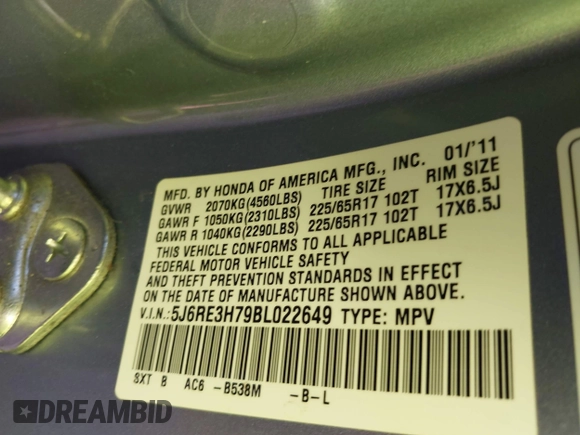 MFD. BY HONDA OF AMERICA MFG., INC. 01/'11
GVWR 2070KG(4560LBS) TIRE SIZE RIM SIZE
GAWR F 1050KG(2310LBS) 225/65R17 102T 17X6.5J
GAWR R 1040KG(2290LBS) 225/65R17 102T 17X6.5J
THIS VEHICLE CONFORMS TO ALL APPLICABLE
FEDERAL MOTOR VEHICLE SAFETY
AND THEFT PREVENTION STANDARDS IN EFFECT
ON THE DATE OF MANUFACTURE SHOWN ABOVE.
V.I.N.:5J6RE3H79BL022649 TYPE: MPV
SXT B AC6 -B538M -B-L
DREAMBID